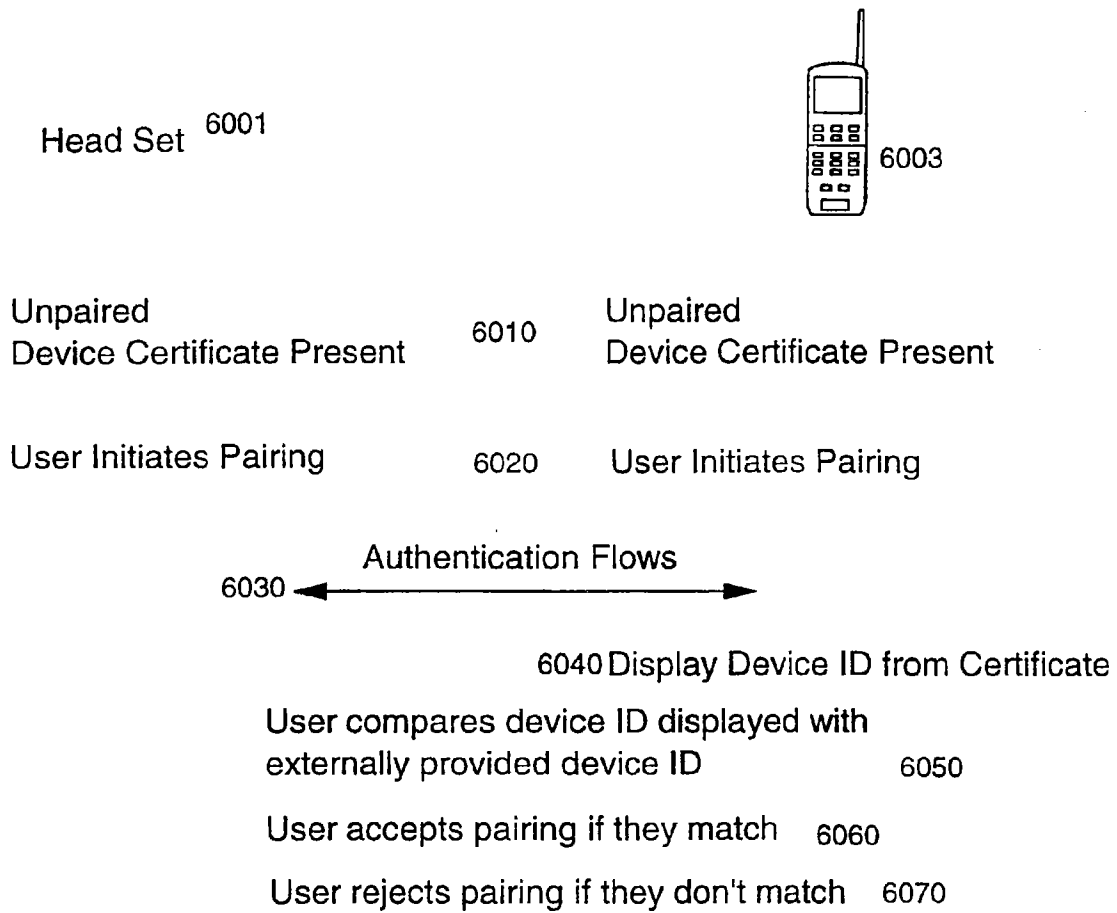 Head Set 6001
6003
Unpaired
Device Certificate Present
6010
Unpaired
Device Certificate Present
User Initiates Pairing 6020 User Initiates Pairing
Authentication Flows
6030
6040 Display Device ID from Certificate
User compares device ID displayed with
externally provided device ID 6050
User accepts pairing if they match 6060
User rejects pairing if they don't match 6070